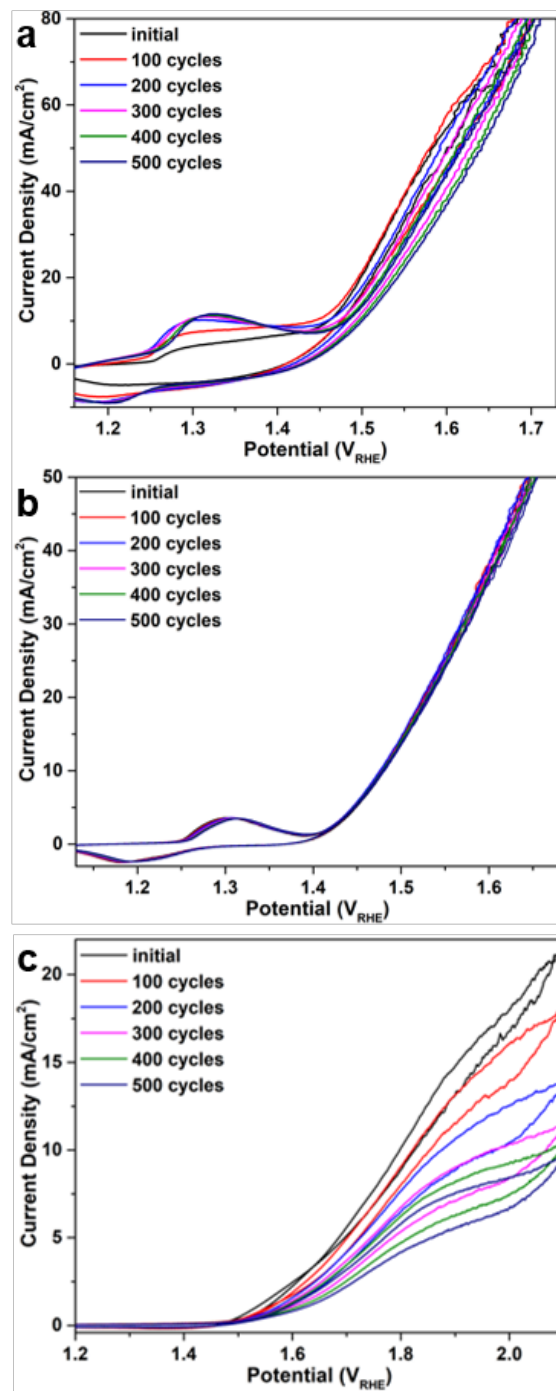 a
80
60
40
20
0
Current Density (mA/cm²)
initial
100 cycles
200 cycles
300 cycles
400 cycles
500 cycles
1.2 1.3 1.4 1.5 1.6 1.7
Potential (V_RHE)
b
50
40
30
20
10
0
Current Density (mA/cm²)
initial
100 cycles
200 cycles
300 cycles
400 cycles
500 cycles
1.2 1.3 1.4 1.5 1.6
Potential (V_RHE)
c
20
15
10
5
0
Current Density (mA/cm²)
initial
100 cycles
200 cycles
300 cycles
400 cycles
500 cycles
1.2 1.4 1.6 1.8 2.0
Potential (V_RHE)